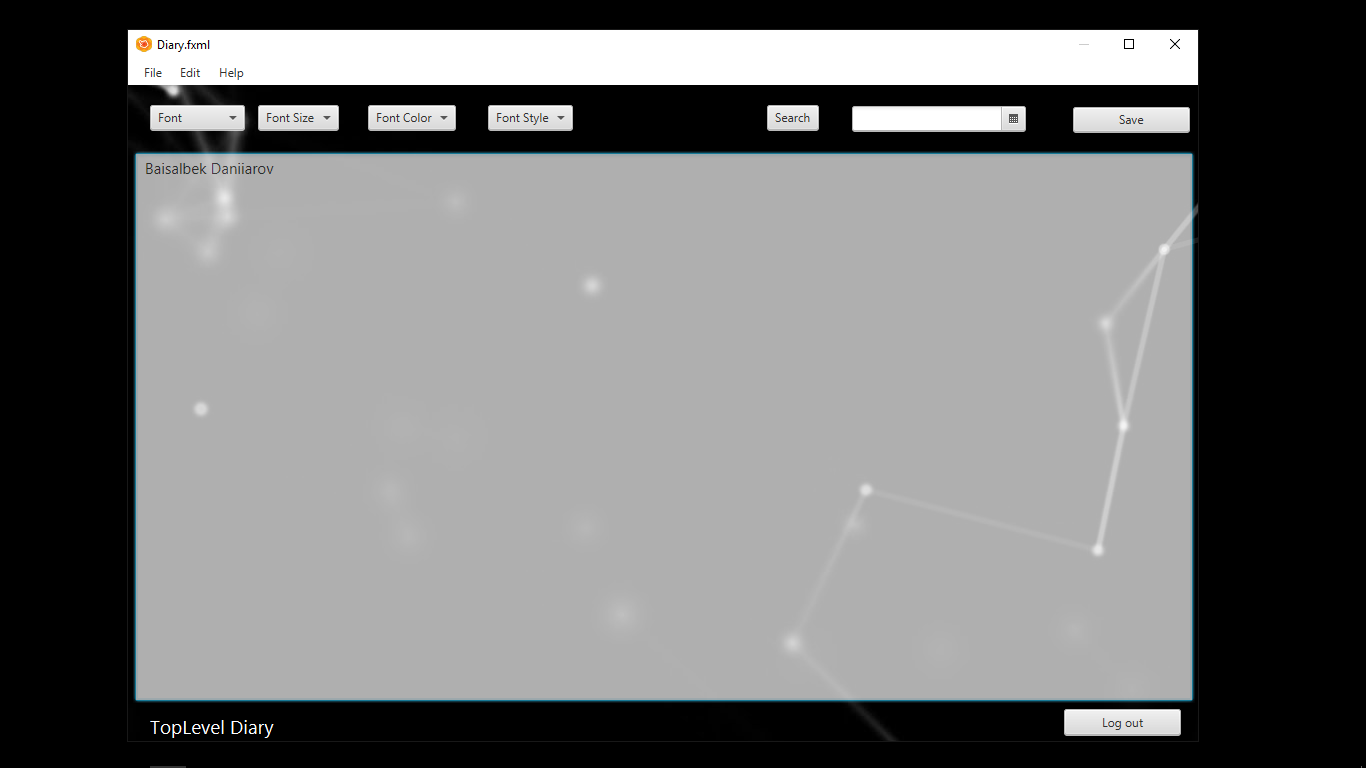 Diary.fxml
File Edit Help
Font Font Size Font Color Font Style Search Save
Baisalbek Daniiarov
TopLevel Diary Log out